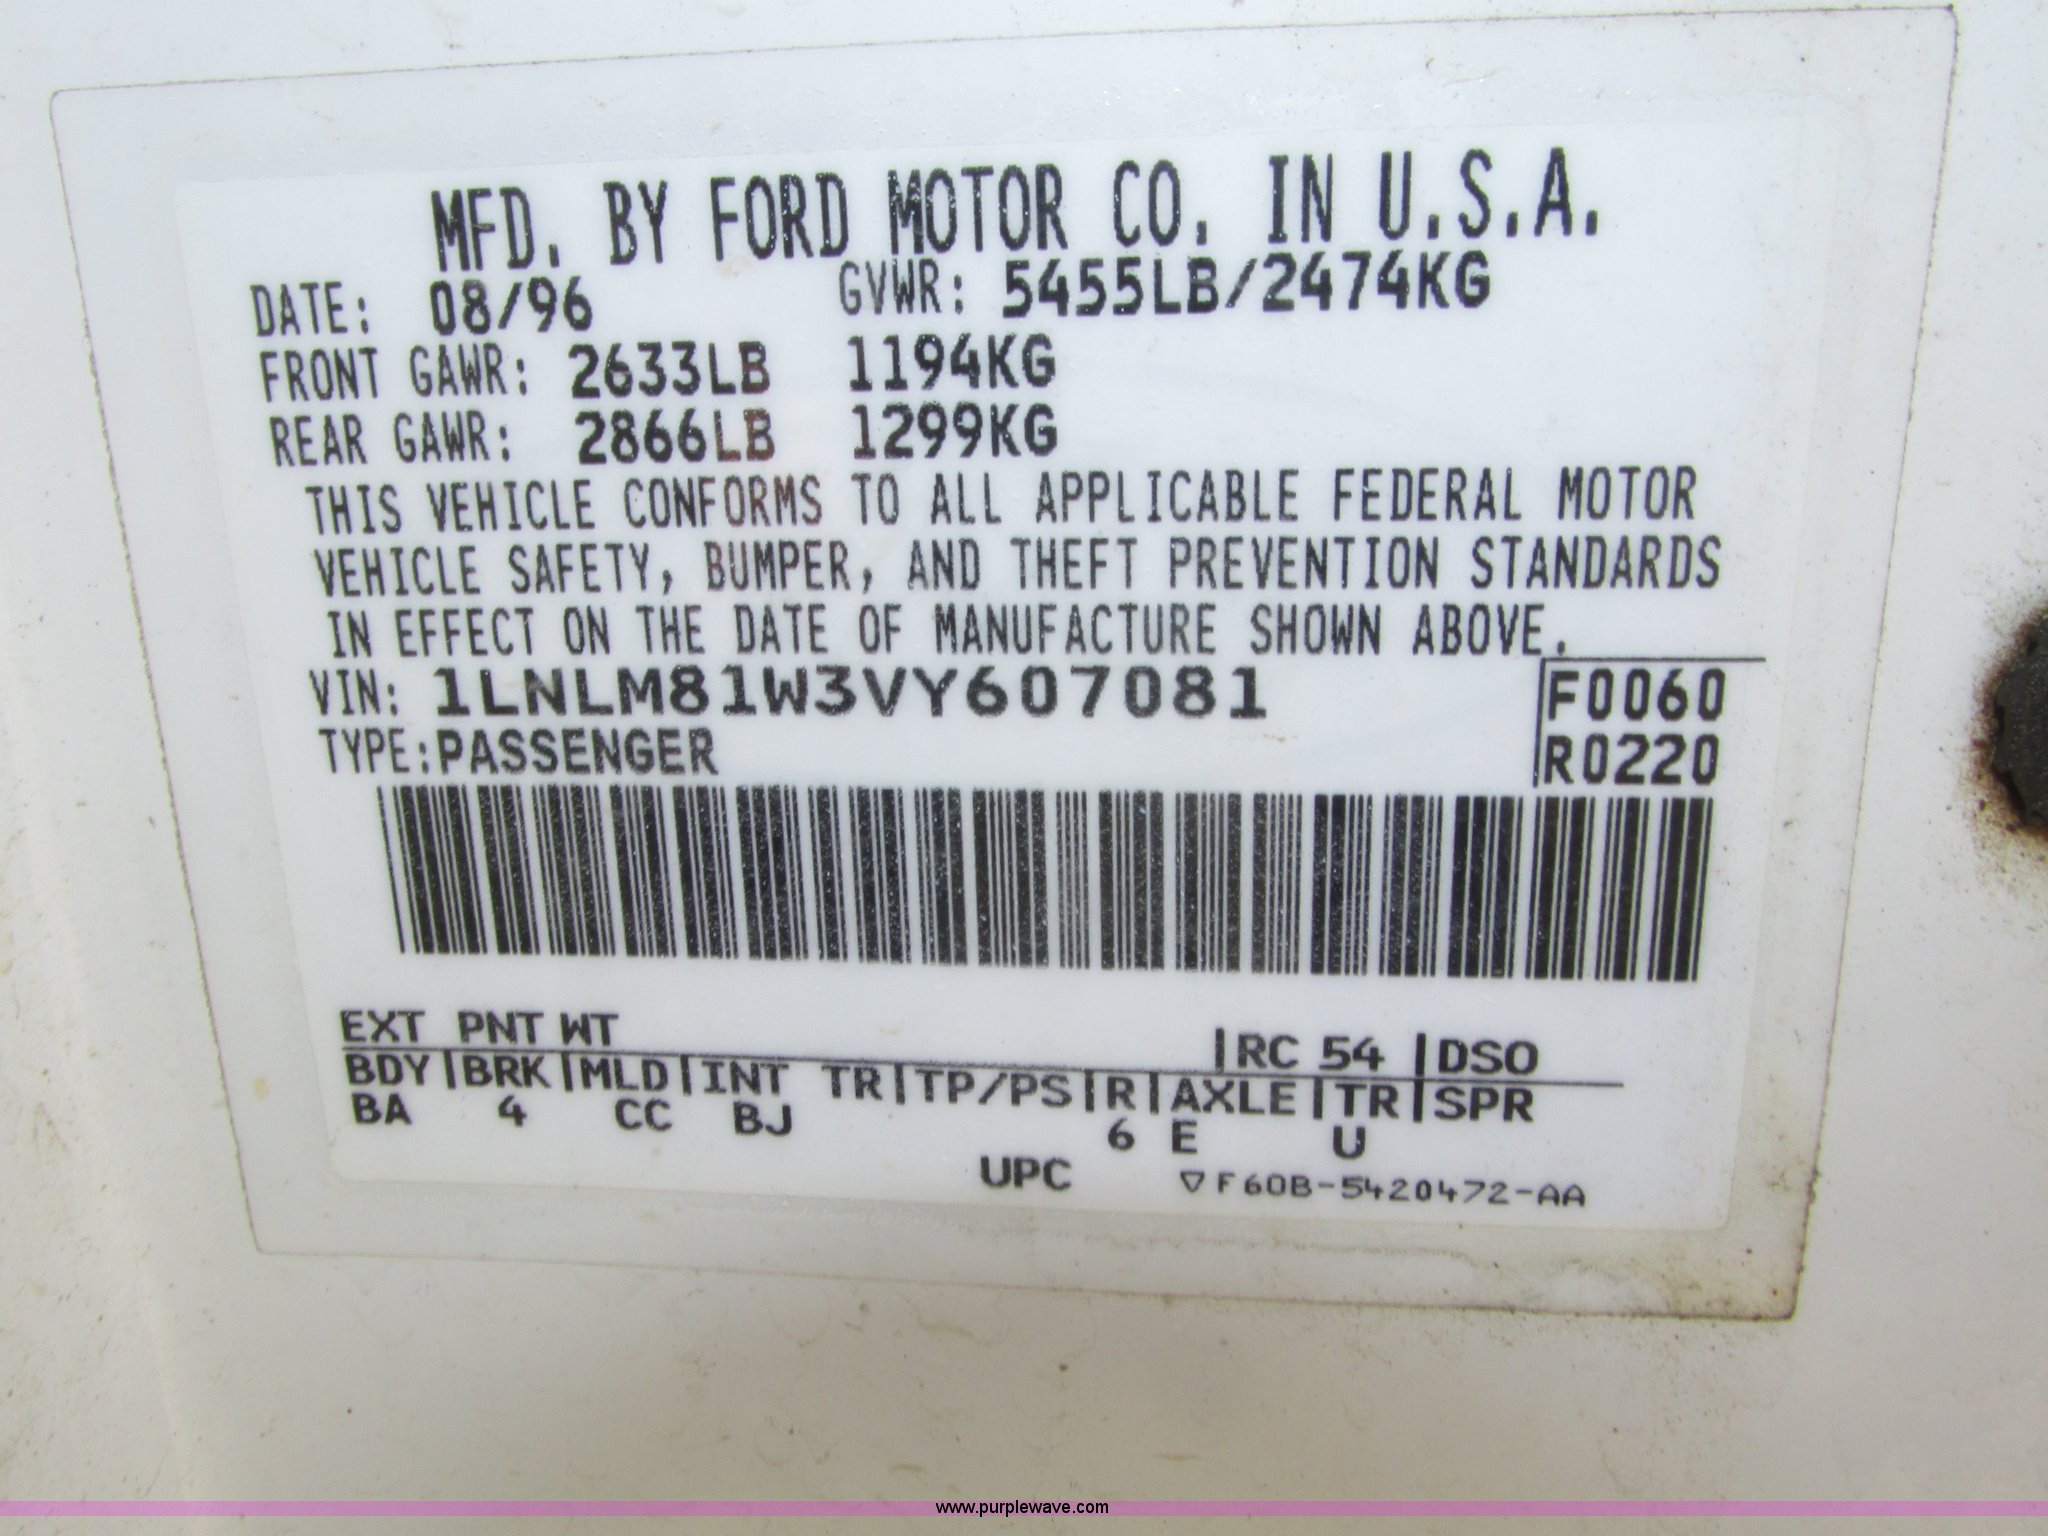 MFD. BY FORD MOTOR CO. IN U.S.A.
DATE: 08/96 GVWR: 5455LB/2474KG
FRONT GAWR: 2633LB 1194KG
REAR GAWR: 2866LB 1299KG
THIS VEHICLE CONFORMS TO ALL APPLICABLE FEDERAL MOTOR
VEHICLE SAFETY, BUMPER, AND THEFT PREVENTION STANDARDS
IN EFFECT ON THE DATE OF MANUFACTURE SHOWN ABOVE.
VIN: 1LNLM81W3VY607081 F0060
TYPE: PASSENGER R0220
EXT PNT WT |RC 54 |DSO
BDY |BRK |MLD |INT TR |TP/PS |R |AXLE |TR |SPR
BA 4 CC BJ 6 E U
UPC ▽F60B-5420472-AA
www.purplewave.com